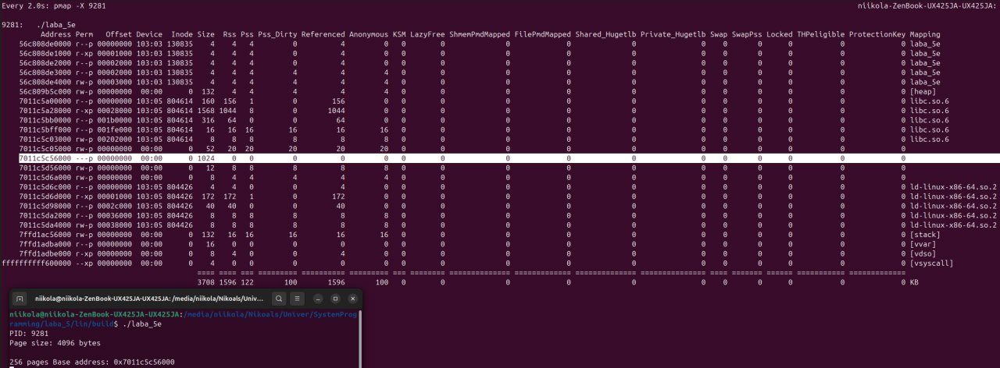 Every 2.0s: pmap -X 9281 niikola-ZenBook-UX425JA-UX425JA:
9281: ./laba_5e
Address Perm Offset Device Inode Size Rss Pss Pss_Dirty Referenced Anonymous KSM LazyFree ShmemPmdMapped FilePmdMapped Shared_Hugetlb Private_Hugetlb Swap SwapPss Locked THPeligible ProtectionKey Mapping
56c808de0000 r--p 00000000 103:03 130835 4 4 4 0 4 0 0 0 0 0 0 0 0 0 0 0 0 laba_5e
56c808de1000 r-xp 00001000 103:03 130835 4 4 4 0 4 0 0 0 0 0 0 0 0 0 0 0 0 laba_5e
56c808de2000 r--p 00002000 103:03 130835 4 4 4 0 4 0 0 0 0 0 0 0 0 0 0 0 0 laba_5e
56c808de3000 r--p 00002000 103:03 130835 4 4 4 4 4 4 0 0 0 0 0 0 0 0 0 0 0 laba_5e
56c808de4000 rw-p 00003000 103:03 130835 4 4 4 4 4 4 0 0 0 0 0 0 0 0 0 0 0 laba_5e
56c809b5c000 rw-p 00000000 00:00 0 132 4 4 4 4 4 0 0 0 0 0 0 0 0 0 0 0 [heap]
7011c5a00000 r--p 00000000 103:05 804614 160 156 1 0 156 0 0 0 0 0 0 0 0 0 0 0 0 libc.so.6
7011c5a28000 r-xp 00028000 103:05 804614 1568 1044 8 0 1044 0 0 0 0 0 0 0 0 0 0 0 0 libc.so.6
7011c5bb0000 r--p 001b0000 103:05 804614 316 64 0 0 64 0 0 0 0 0 0 0 0 0 0 0 0 libc.so.6
7011c5bff000 r--p 001fe000 103:05 804614 16 16 16 16 16 16 0 0 0 0 0 0 0 0 0 0 0 libc.so.6
7011c5c03000 rw-p 00202000 103:05 804614 8 8 8 8 8 8 0 0 0 0 0 0 0 0 0 0 0 libc.so.6
7011c5c05000 rw-p 00000000 00:00 0 52 20 20 20 20 20 0 0 0 0 0 0 0 0 0 0 0
7011c5c56000 ---p 00000000 00:00 0 1024 0 0 0 0 0 0 0 0 0 0 0 0 0 0 0 0
7011c5d56000 rw-p 00000000 00:00 0 12 8 8 8 8 8 0 0 0 0 0 0 0 0 0 0 0
7011c5d6a000 rw-p 00000000 00:00 0 8 4 4 4 4 4 0 0 0 0 0 0 0 0 0 0 0
7011c5d6c000 r--p 00000000 103:05 804426 4 4 0 0 4 0 0 0 0 0 0 0 0 0 0 0 0 ld-linux-x86-64.so.2
7011c5d6d000 r-xp 00001000 103:05 804426 172 172 1 0 172 0 0 0 0 0 0 0 0 0 0 0 0 ld-linux-x86-64.so.2
7011c5d98000 r--p 0002c000 103:05 804426 40 40 0 0 40 0 0 0 0 0 0 0 0 0 0 0 0 ld-linux-x86-64.so.2
7011c5da2000 r--p 00036000 103:05 804426 8 8 8 8 8 8 0 0 0 0 0 0 0 0 0 0 0 ld-linux-x86-64.so.2
7011c5da4000 rw-p 00038000 103:05 804426 8 8 8 8 8 8 0 0 0 0 0 0 0 0 0 0 0 ld-linux-x86-64.so.2
7ffd1ac56000 rw-p 00000000 00:00 0 132 16 16 16 16 16 0 0 0 0 0 0 0 0 0 0 0 [stack]
7ffd1adba000 r--p 00000000 00:00 0 16 0 0 0 0 0 0 0 0 0 0 0 0 0 0 0 0 [vvar]
7ffd1adbe000 r-xp 00000000 00:00 0 8 4 0 0 4 0 0 0 0 0 0 0 0 0 0 0 0 [vdso]
ffffffffff600000 --xp 00000000 00:00 0 4 0 0 0 0 0 0 0 0 0 0 0 0 0 0 0 0 [vsyscall]
==== ==== === ========= ========== ========= === ======== ============== ============= ============== =============== ==== ======= ====== =========== =============
3708 1596 122 100 1596 100 0 0 0 0 0 0 0 0 0 0 0 KB
niikola@niikola-ZenBook-UX425JA-UX425JA: /media/niikola/Nikoals/Univ...
niikola@niikola-ZenBook-UX425JA-UX425JA:/media/niikola/Nikoals/Univer/SystemProg
ramming/laba_5/lin/build$ ./laba_5e
PID: 9281
Page size: 4096 bytes
256 pages Base address: 0x7011c5c56000